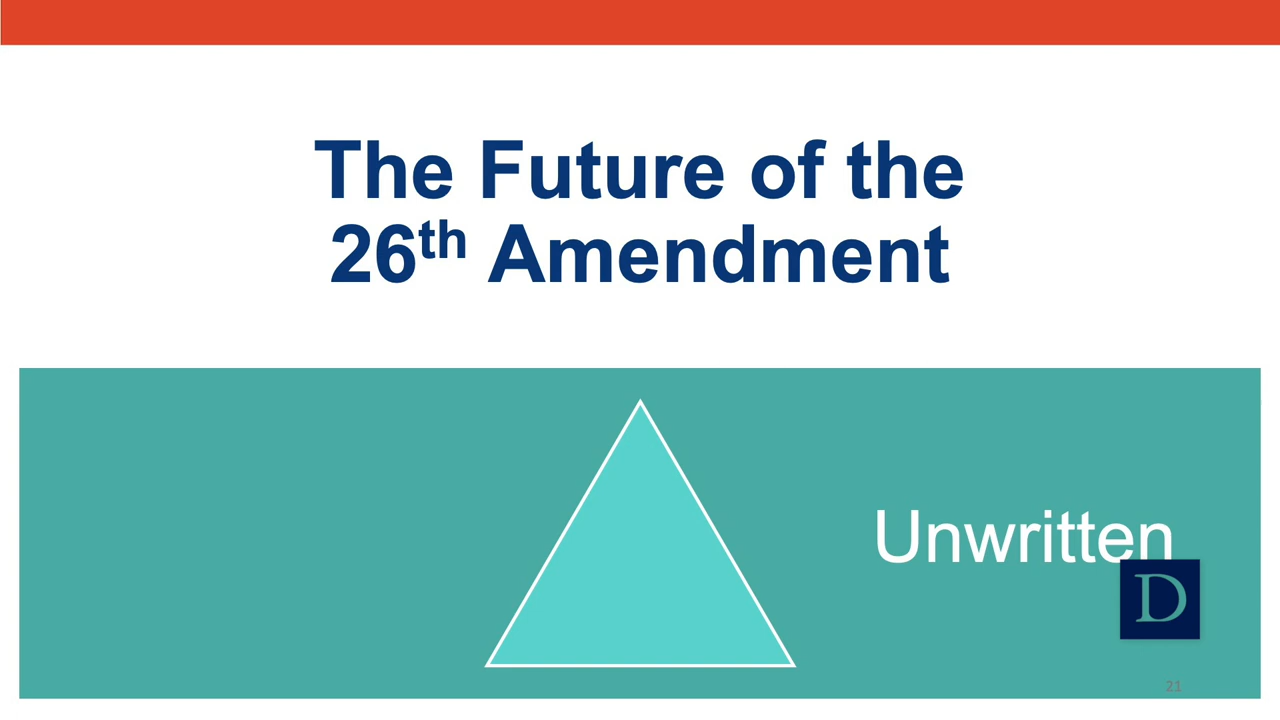 The Future of the
26th Amendment
Unwritten
D
21